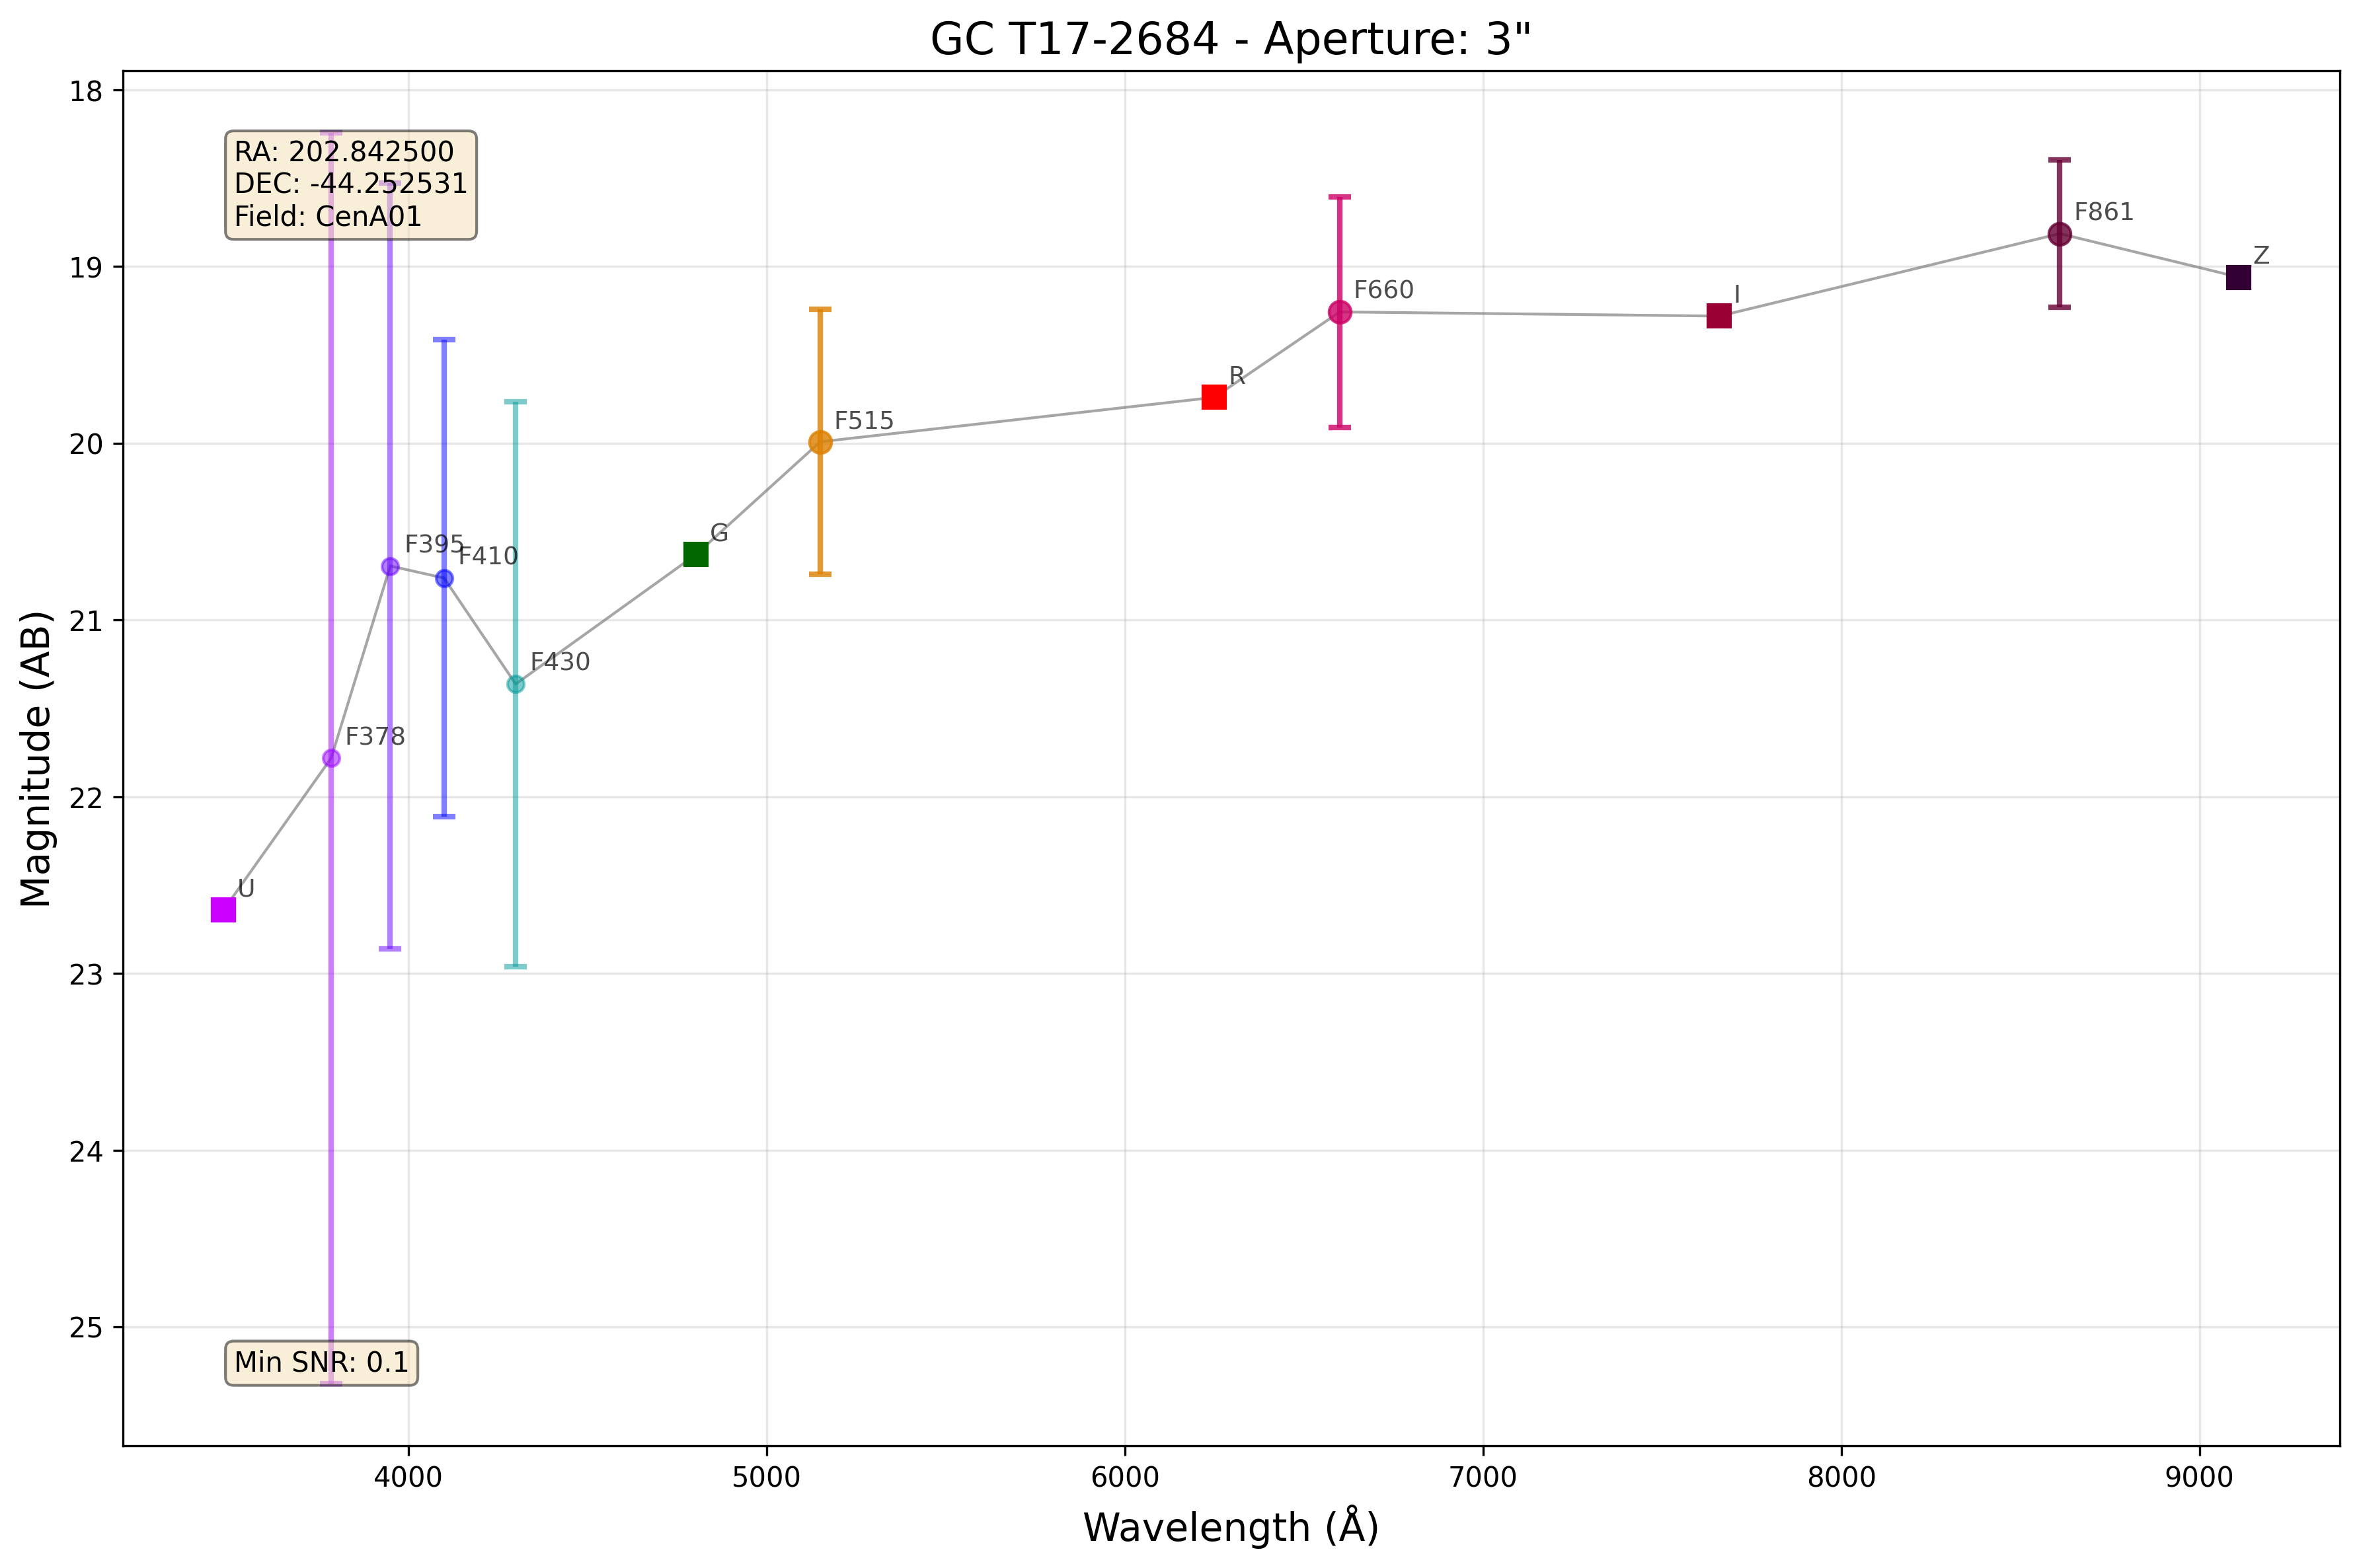 GC T17-2684 - Aperture: 3"
RA: 202.842500
DEC: -44.252531
Field: CenA01
Magnitude (AB)
18
19
20
21
22
23
24
25
U
F378
F395
F410
F430
G
F515
R
F660
I
F861
Z
Min SNR: 0.1
4000
5000
6000
7000
8000
9000
Wavelength (Å)